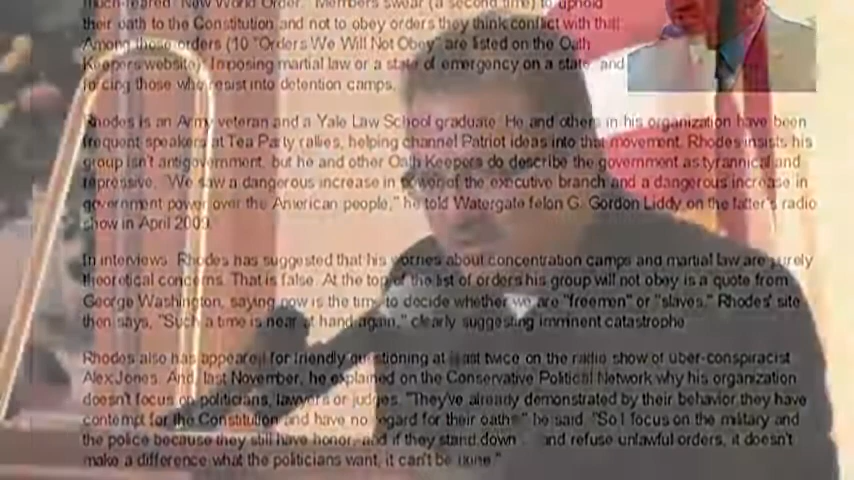 much-feared "New World Order." Members swear (a second time) to uphold
their oath to the Constitution and not to obey orders they think conflict with that.
Among those orders (10 "Orders We Will Not Obey" are listed on the Oath
Keepers website): Imposing martial law or a state of emergency on a state, and
forcing those who resist into detention camps.
Rhodes is an Army veteran and a Yale Law School graduate. He and others in his organization have been
frequent speakers at Tea Party rallies, helping channel Patriot ideas into that movement. Rhodes insists his
group isn't antigovernment, but he and other Oath Keepers do describe the government as tyrannical and
repressive. "We saw a dangerous increase in power of the executive branch and a dangerous increase in
government power over the American people," he told Watergate felon G. Gordon Liddy on the latter's radio
show in April 2009.
In interviews, Rhodes has suggested that his worries about concentration camps and martial law are purely
theoretical concerns. That is false. At the top of the list of orders his group will not obey is a quote from
George Washington, saying now is the time to decide whether we are "freemen" or "slaves." Rhodes' site
then says, "Such a time is near at hand again," clearly suggesting imminent catastrophe
Rhodes also has appeared for friendly questioning at least twice on the radio show of uber-conspiracist
Alex Jones. And, last November, he explained on the Conservative Political Network why his organization
doesn't focus on politicians, lawyers or judges. "They've already demonstrated by their behavior they have
contempt for the Constitution and have no regard for their oaths" he said. "So I focus on the military and
the police because they still have honor, and if they stand down and refuse unlawful orders, it doesn't
make a difference what the politicians want, it can't be done."